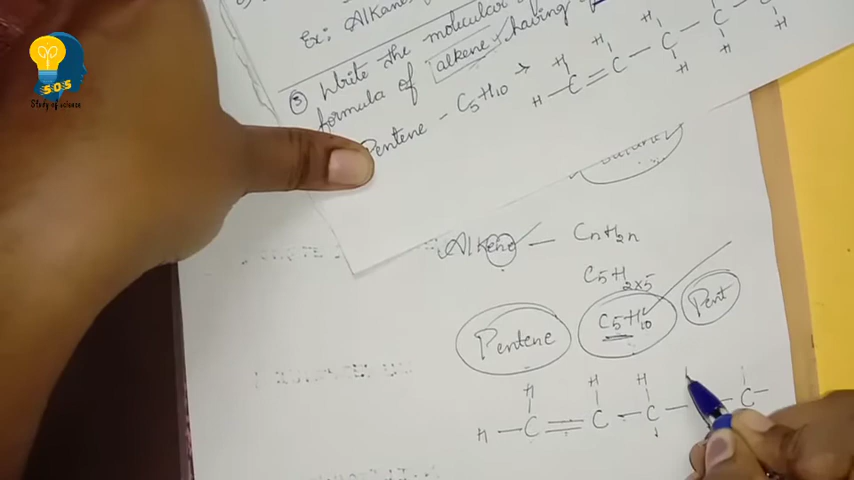 SOS
Study of science
Ex: Alkane
③ Write the molecular
formula of alkene, having
Pentene - C5H10 →
H H H H
H - C = C - C - C
H H H
Alkene - CnH2n
C5H2x5
Pentene C5H10 Pent
H H H
H - C = C - C - - C -